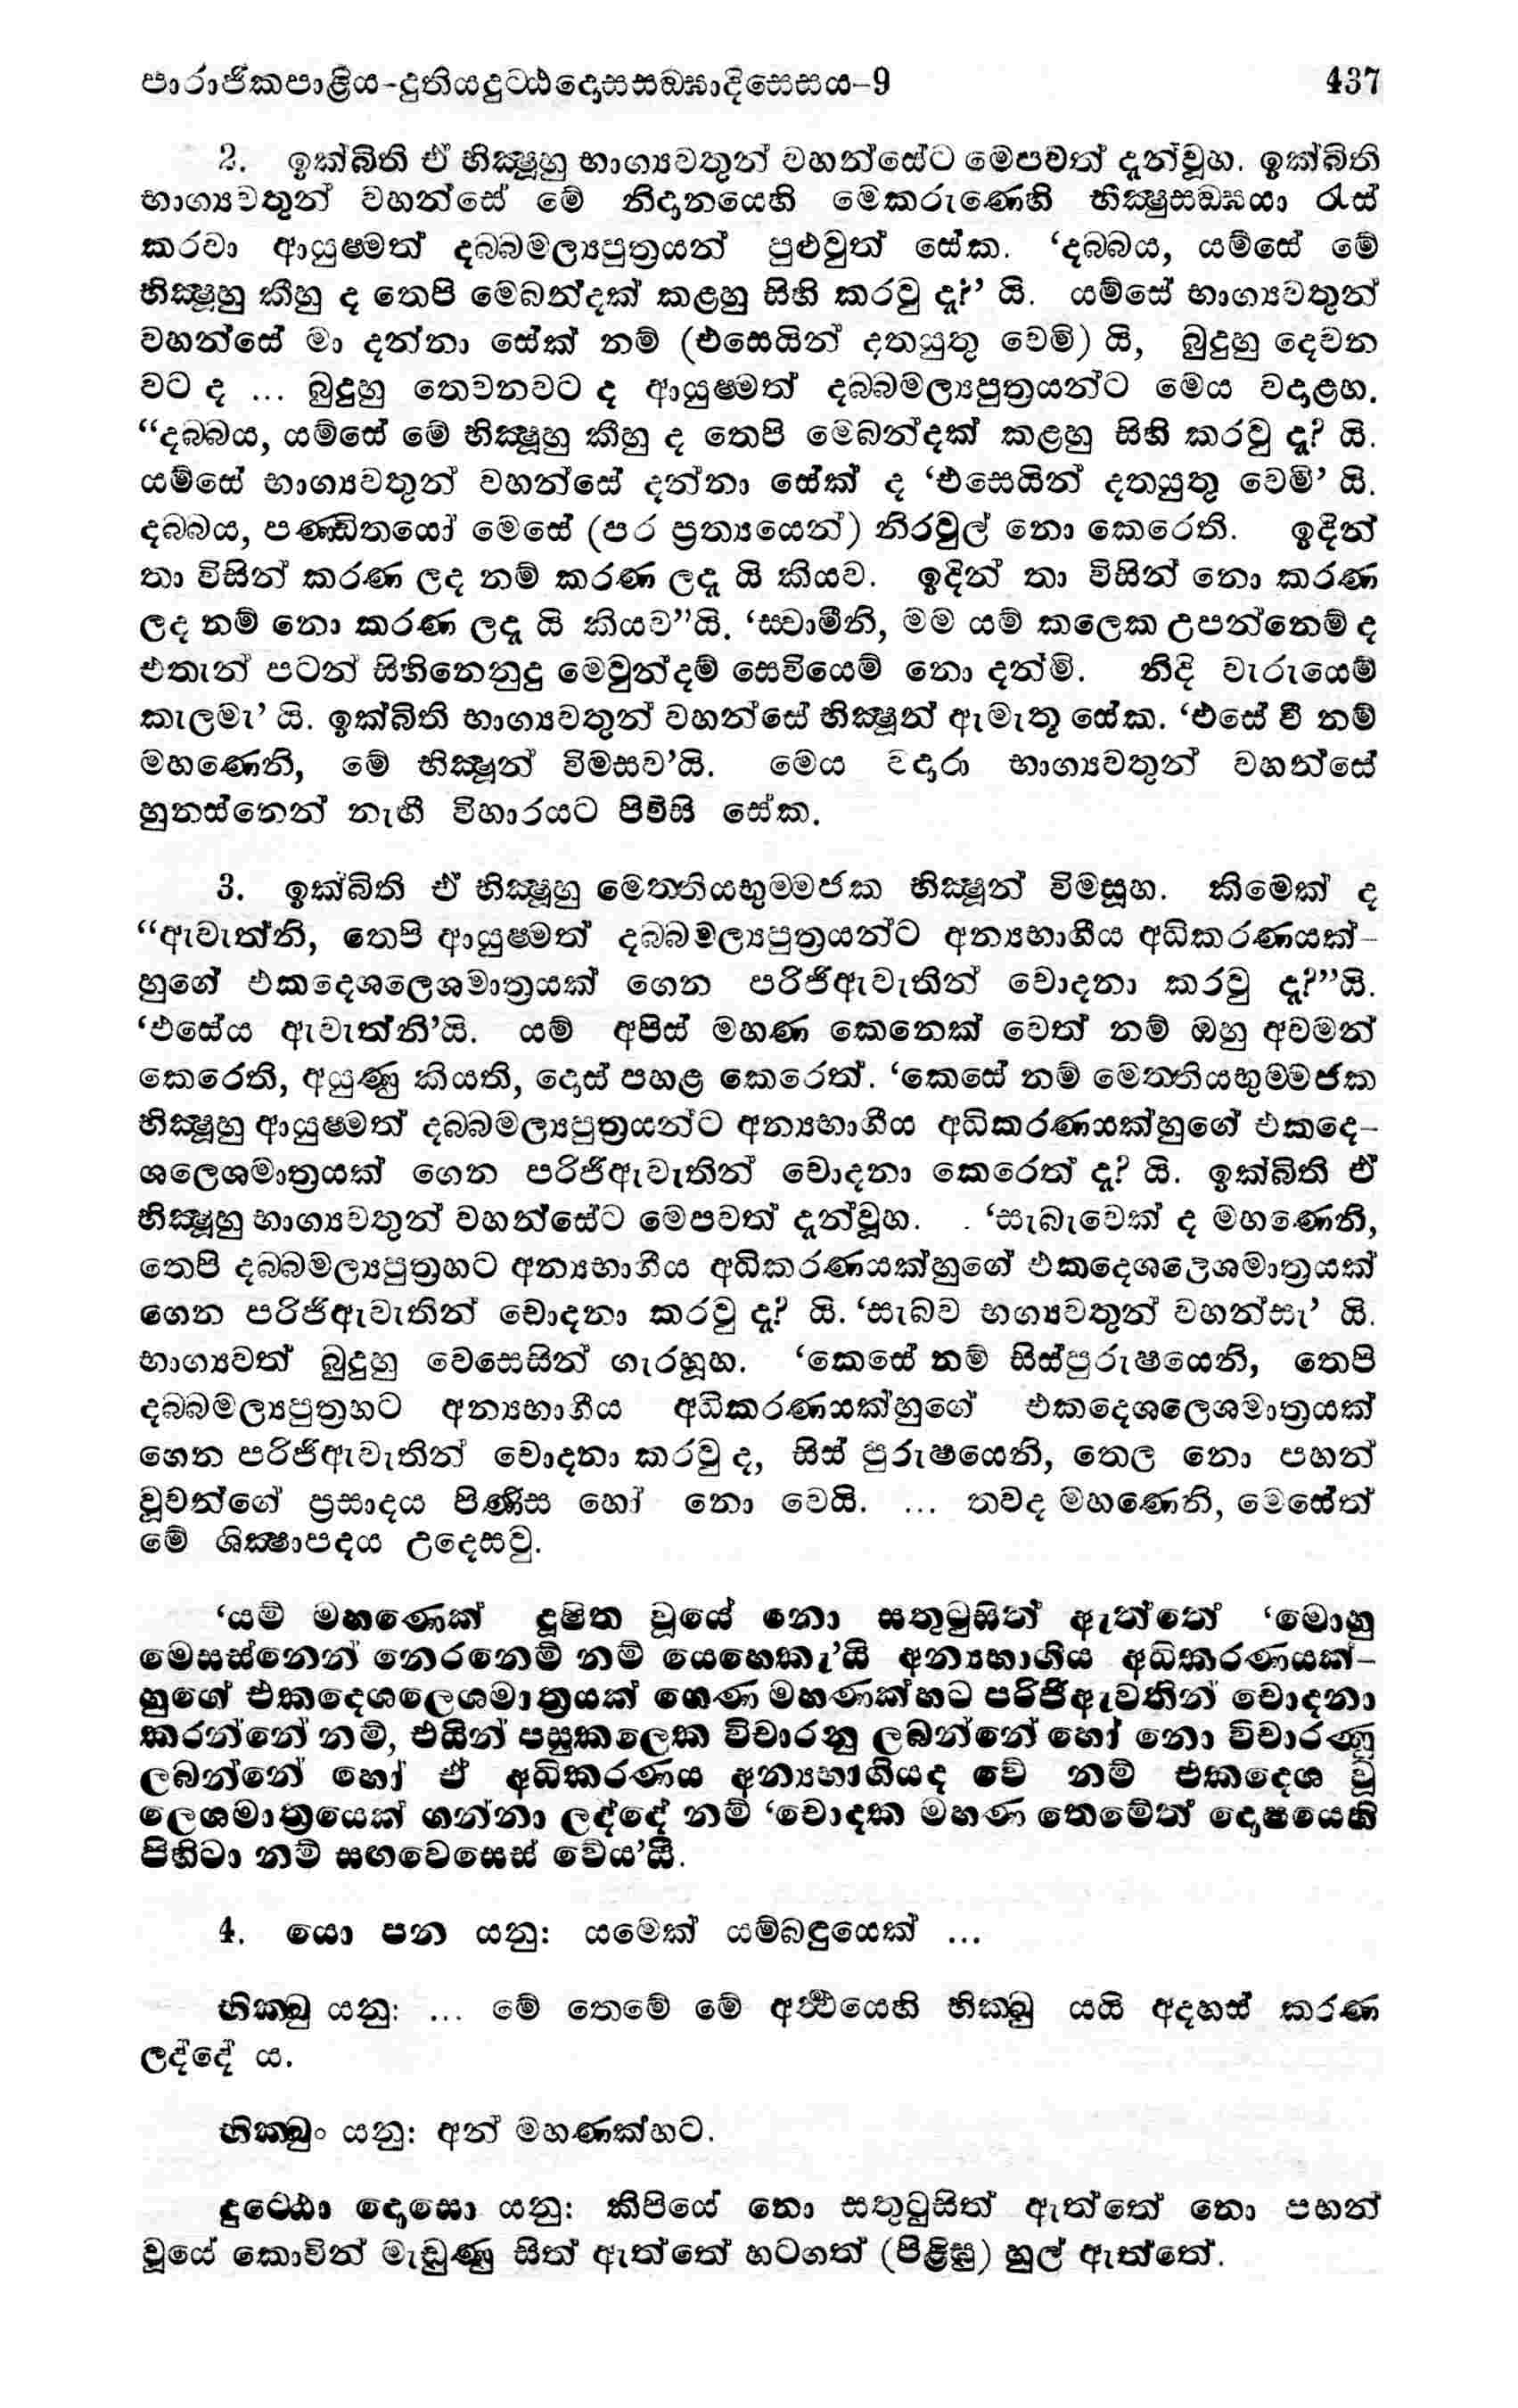 පාරාජිකපාළිය-දුතියදුට්ඨදොසසඞ්ඝාදිසෙසය-9 437
2. ඉක්බිති ඒ භික්ෂූහු භාග්‍යවතුන් වහන්සේට මෙපවත් දැන්වූහ. ඉක්බිති
භාග්‍යවතුන් වහන්සේ මේ නිදානයෙහි මෙකරුණෙහි භික්ෂුසඞ්ඝයා රැස්
කරවා ආයුෂ්මත් දබ්බමල්‍යපුත්‍රයන් පුළුවුත් සේක. ‘දබ්බය, යම්සේ මේ
භික්ෂූහු කීහු ද තෙපි මෙබන්දක් කළහු සිහි කරවු දැ?’ යි. යම්සේ භාග්‍යවතුන්
වහන්සේ මා දන්නා සේක් නම් (එසෙයින් දතයුතු වෙමි) යි, බුදුහු දෙවන
වට ද ... බුදුහු තෙවනවට ද ආයුෂ්මත් දබ්බමල්‍යපුත්‍රයන්ට මෙය වදාළහ.
“දබ්බය, යම්සේ මේ භික්ෂූහු කීහු ද තෙපි මෙබන්දක් කළහු සිහි කරවු දැ? යි.
යම්සේ භාග්‍යවතුන් වහන්සේ දන්නා සේක් ද ‘එසෙයින් දතයුතු වෙමි’ යි.
දබ්බය, පණ්ඩිතයෝ මෙසේ (පර ප්‍රත්‍යයෙන්) නිරවුල් නො කෙරෙති. ඉදින්
තා විසින් කරණ ලද නම් කරණ ලදැ යි කියව. ඉදින් තා විසින් නො කරණ
ලද නම් නො කරණ ලදැ යි කියව”යි. ‘ස්වාමීනි, මම යම් කලෙක උපන්නෙම් ද
එතැන් පටන් සිහිනෙනුදු මෙවුන්දම් සෙවියෙම් නො දන්මි. නිදි වැරුයෙම්
කැලමැ’ යි. ඉක්බිති භාග්‍යවතුන් වහන්සේ භික්ෂූන් ඇමැතූ සේක. ‘එසේ වී නම්
මහණෙනි, මේ භික්ෂූන් විමසව’යි. මෙය වදාරා භාග්‍යවතුන් වහන්සේ
හුනස්නෙන් නැඟී විහාරයට පිවිසි සේක.
3. ඉක්බිති ඒ භික්ෂූහු මෙත්තියභුම්මජක භික්ෂූන් විමසූහ. කිමෙක් ද
“ඇවැත්නි, තෙපි ආයුෂ්මත් දබ්බමල්‍යපුත්‍රයන්ට අන්‍යභාගීය අධිකරණයක්-
හුගේ එකදෙශලෙශමාත්‍රයක් ගෙන පරිජිඇවැතින් චොදනා කරවු දැ?”යි.
‘එසේය ඇවැත්නි’යි. යම් අපිස් මහණ කෙනෙක් වෙත් නම් ඔහු අවමන්
කෙරෙති, අයුණු කියති, දොස් පහළ කෙරෙත්. ‘කෙසේ නම් මෙත්තියභුම්මජක
භික්ෂූහු ආයුෂ්මත් දබ්බමල්‍යපුත්‍රයන්ට අන්‍යභාගීය අධිකරණයක්හුගේ එකදෙ-
ශලෙශමාත්‍රයක් ගෙන පරිජිඇවැතින් චොදනා කෙරෙත් දැ? යි. ඉක්බිති ඒ
භික්ෂූහු භාග්‍යවතුන් වහන්සේට මෙපවත් දැන්වූහ. . ‘සැබැවෙක් ද මහණෙනි,
තෙපි දබ්බමල්‍යපුත්‍රහට අන්‍යභාගීය අධිකරණයක්හුගේ එකදෙශලෙශමාත්‍රයක්
ගෙන පරිජිඇවැතින් චොදනා කරවු දැ? යි. ‘සැබව භග්‍යවතුන් වහන්සැ’ යි.
භාග්‍යවත් බුදුහු වෙසෙසින් ගැරහූහ. ‘කෙසේ නම් සිස්පුරුෂයෙනි, තෙපි
දබ්බමල්‍යපුත්‍රහට අන්‍යභාගීය අධිකරණයක්හුගේ එකදෙශලෙශමාත්‍රයක්
ගෙන පරිජිඇවැතින් චොදනා කරවු ද, සිස් පුරුෂයෙනි, තෙල නො පහන්
වූවන්ගේ ප්‍රසාදය පිණිස හෝ නො වෙයි. ... තවද මහණෙනි, මෙසේත්
මේ ශික්ෂාපදය උදෙසවු.
‘යම් මහණෙක් දූෂිත වූයේ නො සතුටුසිත් ඇත්තේ ‘මොහු
මෙසස්නෙන් නෙරනෙම් නම් යෙහෙකැ’යි අන්‍යභාගිය අධිකරණයක්-
හුගේ එකදෙශලෙශමාත්‍රයක් ගෙණ මහණක්හට පරිජිඇවතින් චොදනා
කරන්නේ නම්, එයින් පසුකලෙක විචාරනු ලබන්නේ හෝ නො විචාරණු
ලබන්නේ හෝ ඒ අධිකරණය අන්‍යභාගියද වේ නම් එකදෙශ වූ
ලෙශමාත්‍රයෙක් ගන්නා ලද්දේ නම් ‘චොදක මහණ තෙමේත් දොෂයෙහි
පිහිටා නම් සඟවෙසෙස් වේය’යී.
4. යො පන යනු: යමෙක් යම්බඳුයෙක් ...
භික්ඛු යනු: ... මේ තෙමේ මේ අර්ථයෙහි භික්ඛු යයි අදහස් කරණ
ලද්දේ ය.
භික්ඛුං යනු: අන් මහණක්හට.
දුට්ඨො දොසො යනු: කිපියේ නො සතුටුසිත් ඇත්තේ නො පහන්
වූයේ කොවින් මැඩුණු සිත් ඇත්තේ හටගත් (පිළිඝු) හුල් ඇත්තේ.